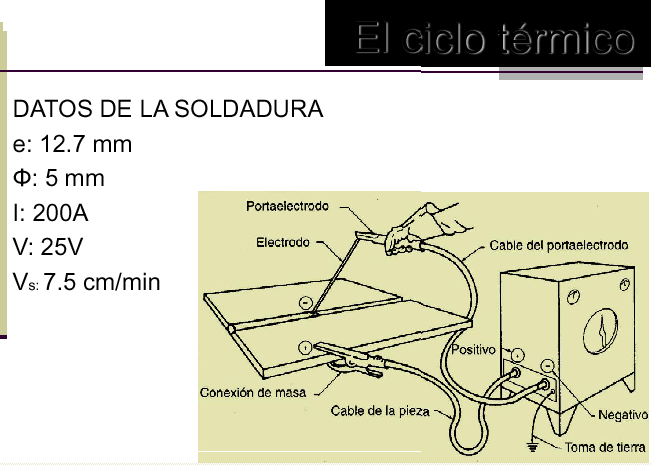 El ciclo térmico
DATOS DE LA SOLDADURA
e: 12.7 mm
Φ: 5 mm
I: 200A
V: 25V
Vs: 7.5 cm/min
Portaelectrodo
Electrodo
Cable del portaelectrodo
Positivo
Conexión de masa
Cable de la pieza
Negativo
Toma de tierra